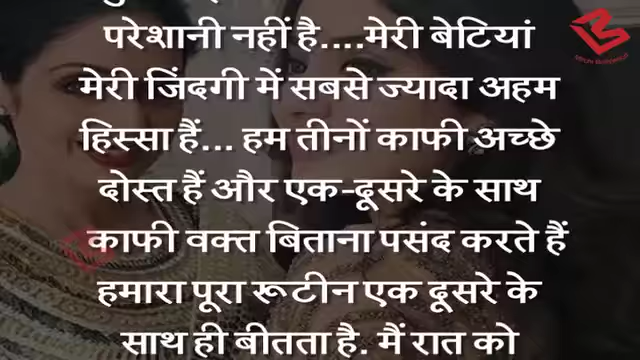 परेशानी नहीं है....मेरी बेटियां
मेरी जिंदगी में सबसे ज्यादा अहम
हिस्सा हैं... हम तीनों काफी अच्छे
दोस्त हैं और एक-दूसरे के साथ
काफी वक्त बिताना पसंद करते हैं
हमारा पूरा रूटीन एक दूसरे के
साथ ही बीतता है. मैं रात को